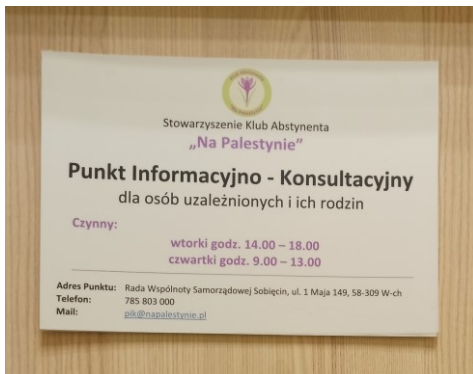 Stowarzyszenie Klub Abstynenta
„Na Palestynie”
Punkt Informacyjno - Konsultacyjny
dla osób uzależnionych i ich rodzin
Czynny:
wtorki godz. 14.00 – 18.00
czwartki godz. 9.00 – 13.00
Adres Punktu: Rada Wspólnoty Samorządowej Sobięcin, ul. 1 Maja 149, 58-309 W-ch
Telefon: 785 803 000
Mail: pik@napalestynie.pl